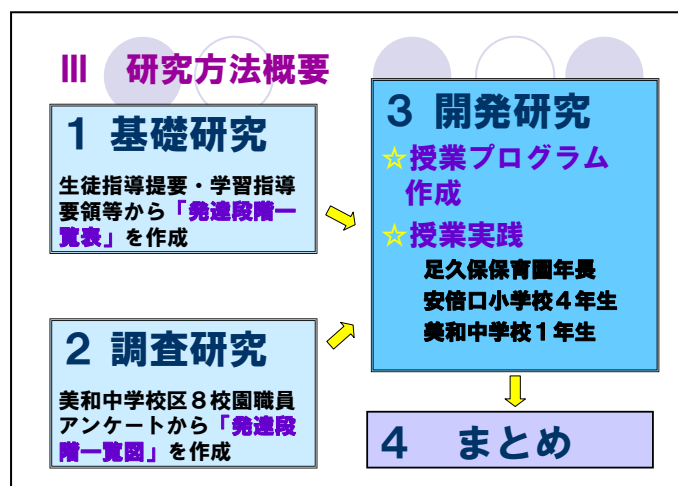 Ⅲ 研究方法概要
1 基礎研究
生徒指導提要・学習指導
要領等から「発達段階一
覧表」を作成
2 調査研究
美和中学校区8校園職員
アンケートから「発達段
階一覧図」を作成
3 開発研究
☆授業プログラム
作成
☆授業実践
足久保保育園年長
安倍口小学校4年生
美和中学校1年生
4 まとめ